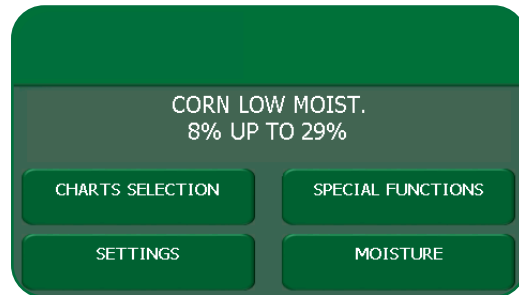 CORN LOW MOIST.
8% UP TO 29%
CHARTS SELECTION
SPECIAL FUNCTIONS
SETTINGS
MOISTURE